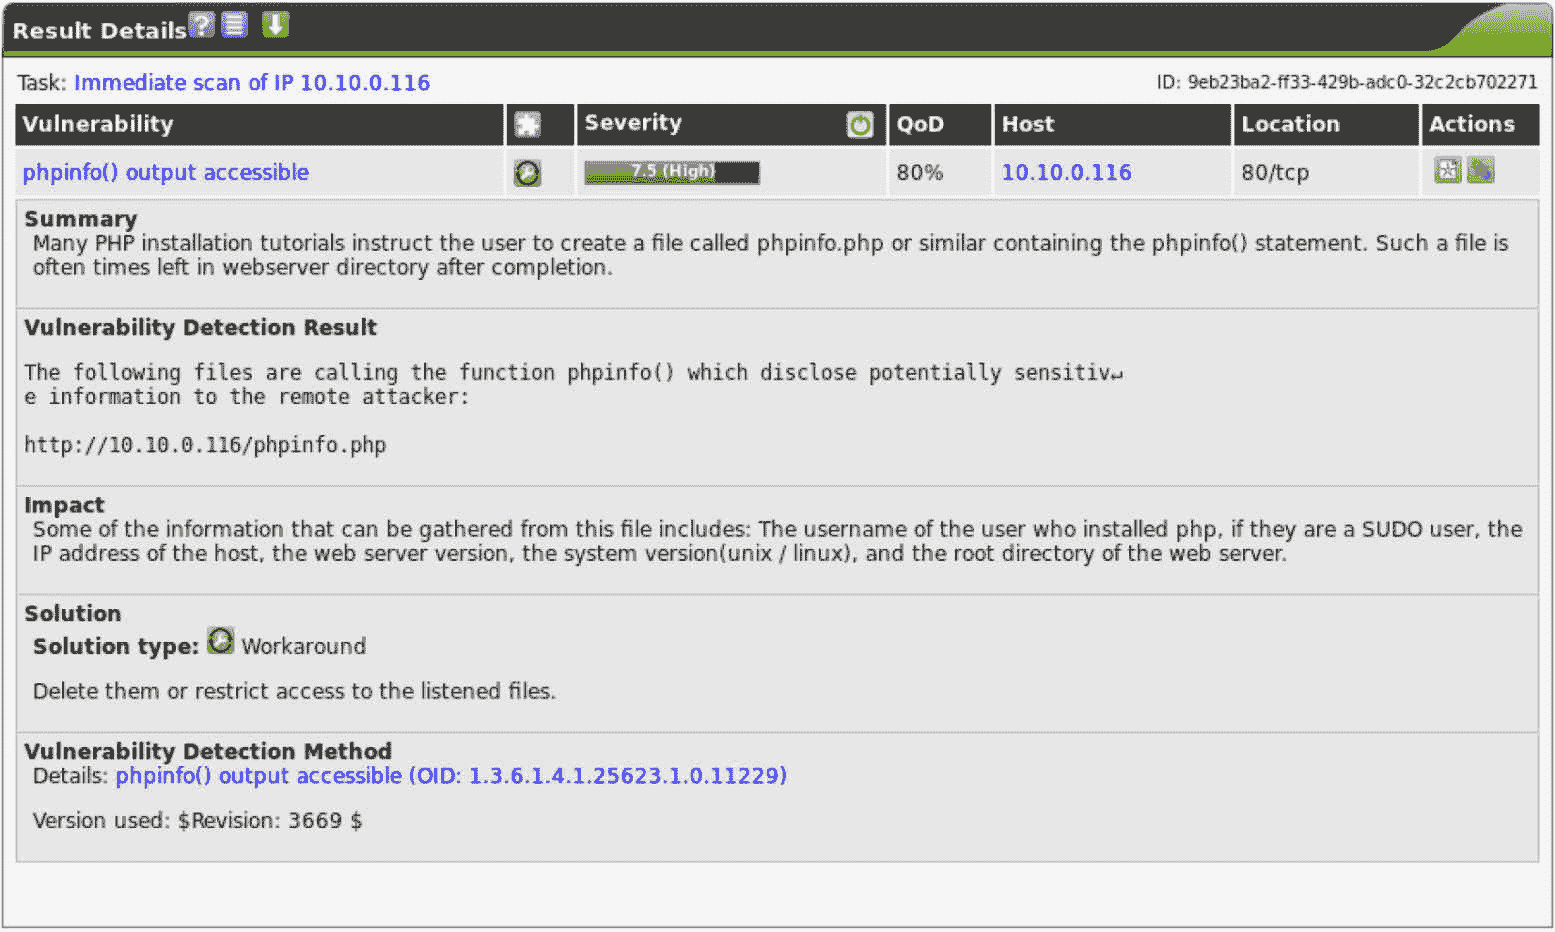 Result Details
Task: Immediate scan of IP 10.10.0.116
ID: 9eb23ba2-ff33-429b-adc0-32c2cb702271
Vulnerability Severity QoD Host Location Actions
phpinfo() output accessible 7.5 (High) 80% 10.10.0.116 80/tcp
Summary
Many PHP installation tutorials instruct the user to create a file called phpinfo.php or similar containing the phpinfo() statement. Such a file is
often times left in webserver directory after completion.
Vulnerability Detection Result
The following files are calling the function phpinfo() which disclose potentially sensitiv↵
e information to the remote attacker:
http://10.10.0.116/phpinfo.php
Impact
Some of the information that can be gathered from this file includes: The username of the user who installed php, if they are a SUDO user, the
IP address of the host, the web server version, the system version(unix / linux), and the root directory of the web server.
Solution
Solution type: Workaround
Delete them or restrict access to the listened files.
Vulnerability Detection Method
Details: phpinfo() output accessible (OID: 1.3.6.1.4.1.25623.1.0.11229)
Version used: $Revision: 3669 $